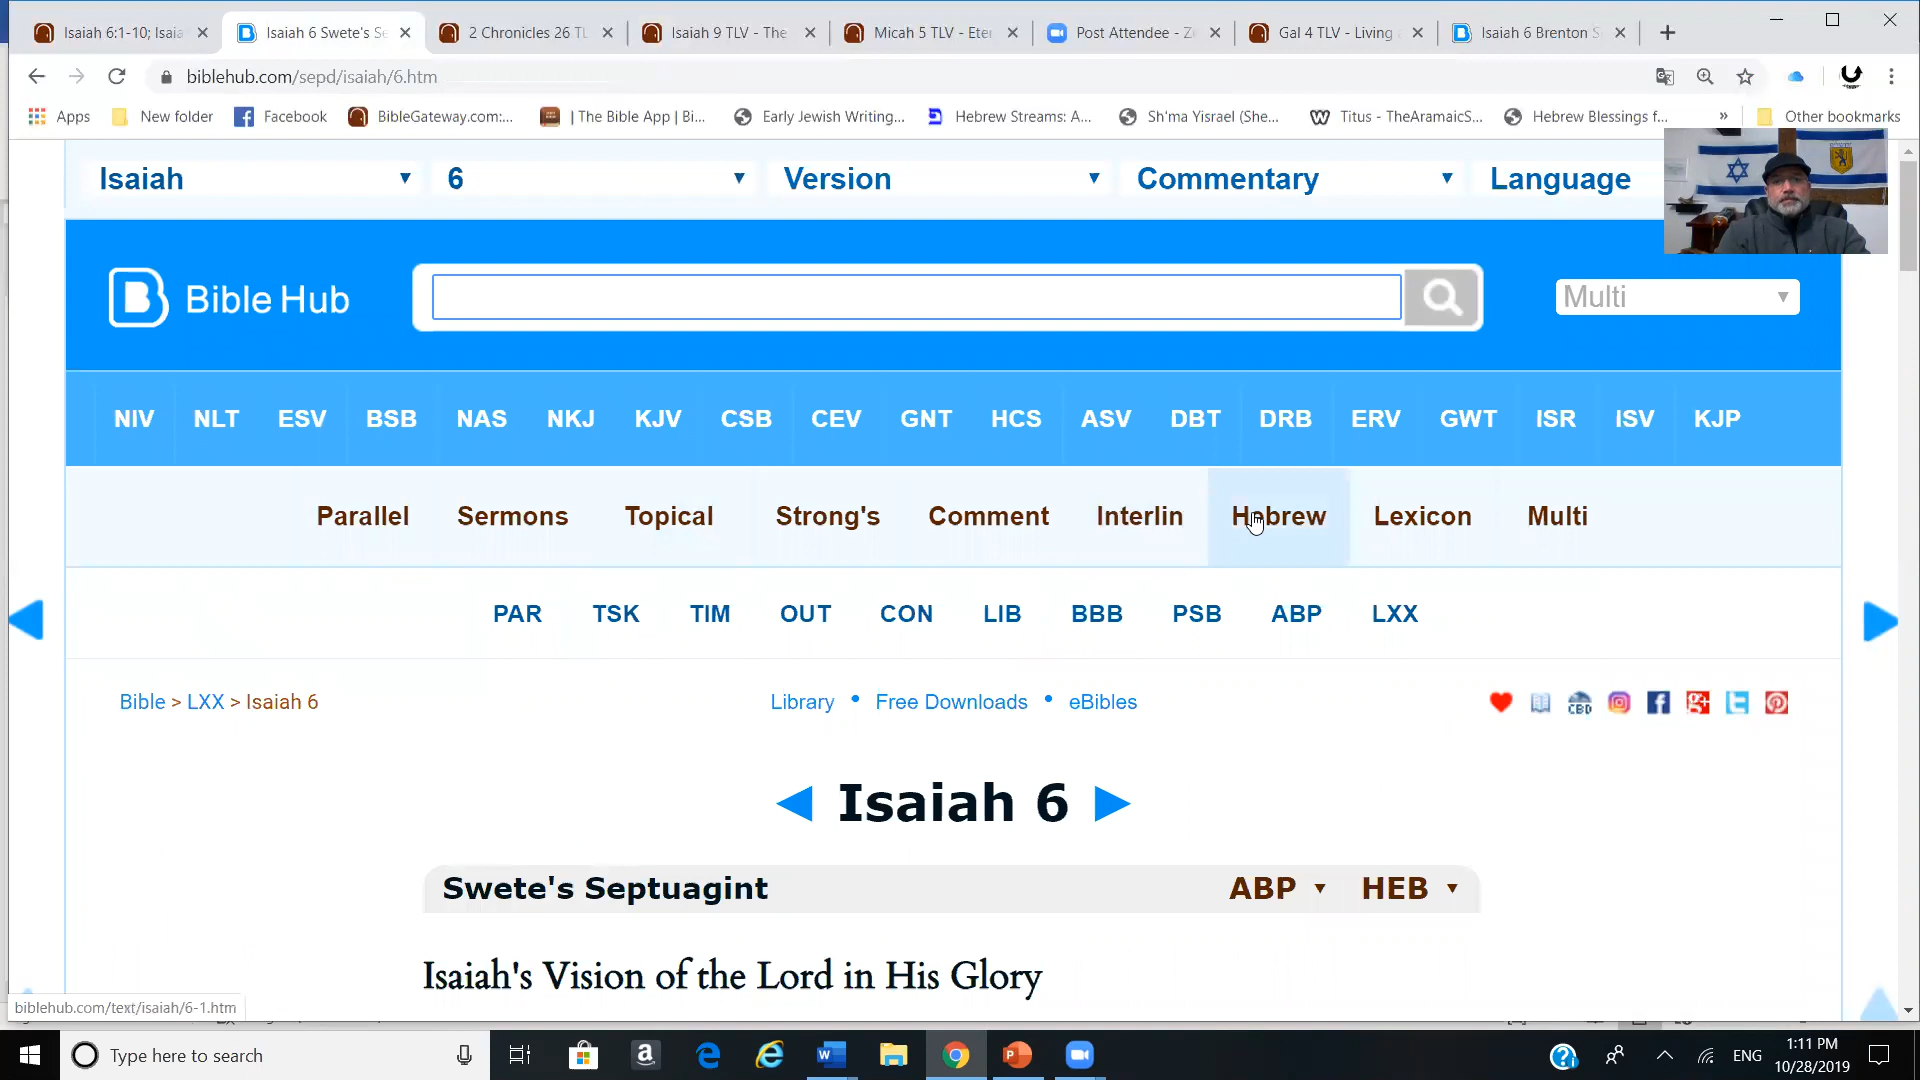 Isaiah 6:1-10; Isaia
Isaiah 6 Swete's Se
2 Chronicles 26 TL
Isaiah 9 TLV - The
Micah 5 TLV - Eter
Post Attendee - Zo
Gal 4 TLV - Living
Isaiah 6 Brenton S
biblehub.com/sepd/isaiah/6.htm
Apps
New folder
Facebook
BibleGateway.com:...
| The Bible App | Bi...
Early Jewish Writing...
Hebrew Streams: A...
Sh'ma Yisrael (She...
Titus - TheAramaicS...
Hebrew Blessings f...
»
Other bookmarks
Isaiah
6
Version
Commentary
Language
Bible Hub
Multi
NIV NLT ESV BSB NAS NKJ KJV CSB CEV GNT HCS ASV DBT DRB ERV GWT ISR ISV KJP
Parallel Sermons Topical Strong's Comment Interlin Hebrew Lexicon Multi
PAR TSK TIM OUT CON LIB BBB PSB ABP LXX
Bible > LXX > Isaiah 6
Library • Free Downloads • eBibles
CBD
Isaiah 6
Swete's Septuagint
ABP
HEB
Isaiah's Vision of the Lord in His Glory
biblehub.com/text/isaiah/6-1.htm
Type here to search
ENG
1:11 PM
10/28/2019